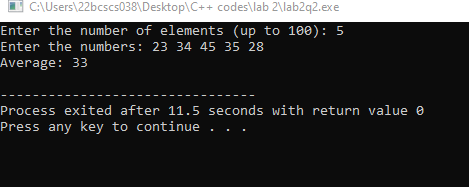 C:\Users\22bcscs038\Desktop\C++ codes\lab 2\lab2q2.exe
Enter the number of elements (up to 100): 5
Enter the numbers: 23 34 45 35 28
Average: 33
--------------------------------
Process exited after 11.5 seconds with return value 0
Press any key to continue . . .